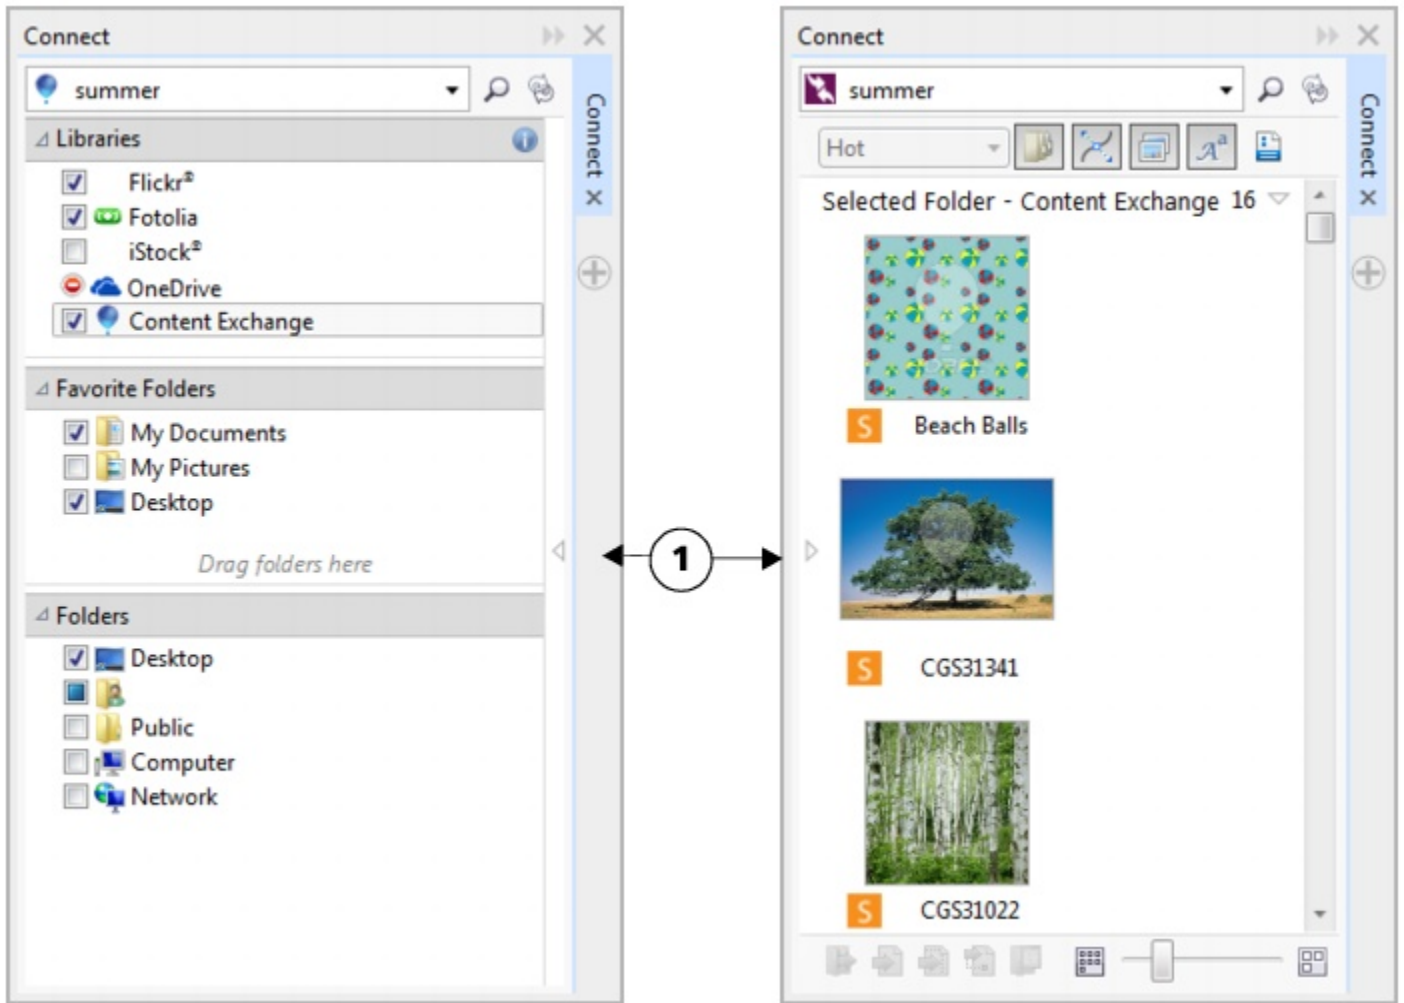 Connect
summer
Libraries
Flickr®
Fotolia
iStock®
OneDrive
Content Exchange
Favorite Folders
My Documents
My Pictures
Desktop
Drag folders here
Folders
Desktop
Public
Computer
Network
Connect
1
Connect
summer
Hot
Selected Folder - Content Exchange 16
S Beach Balls
S CGS31341
S CGS31022
Connect